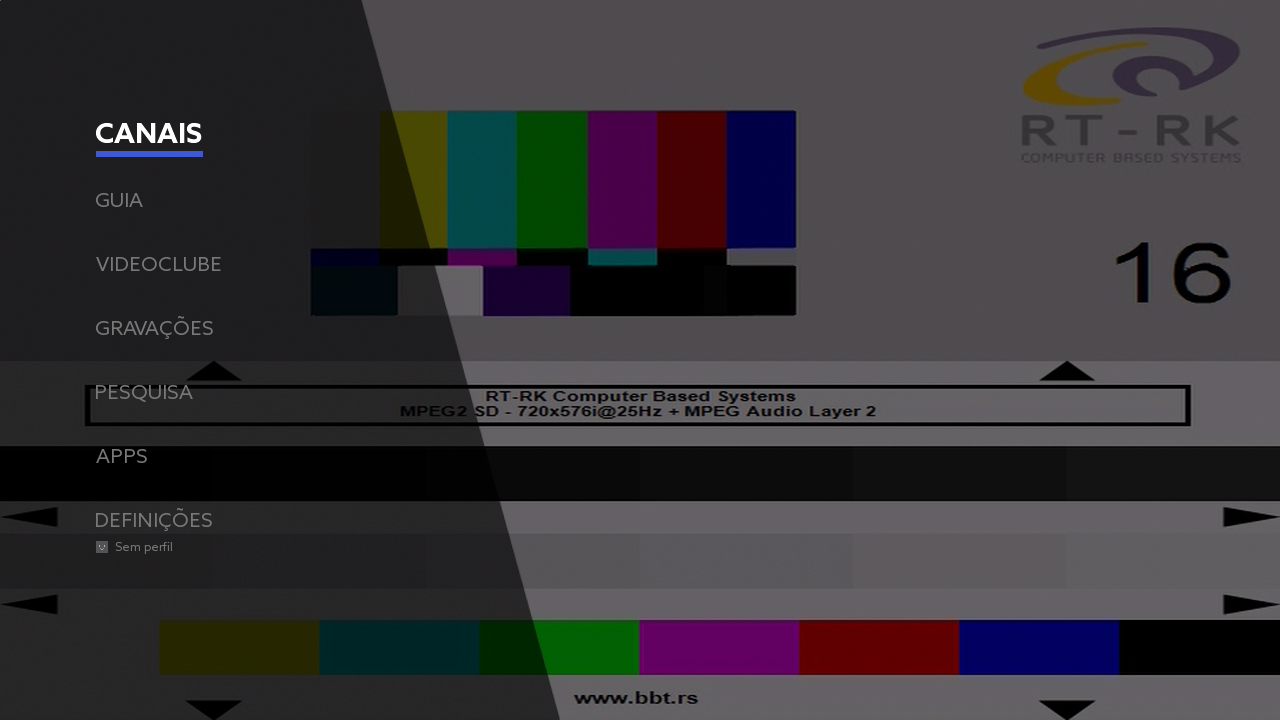 CANAIS
GUIA
VIDEOCLUBE
GRAVAÇÕES
PESQUISA
APPS
DEFINIÇÕES
Sem perfil
RT-RK
COMPUTER BASED SYSTEMS
16
RT-RK Computer Based Systems
MPEG2 SD - 720x576i@25Hz + MPEG Audio Layer 2
www.bbt.rs